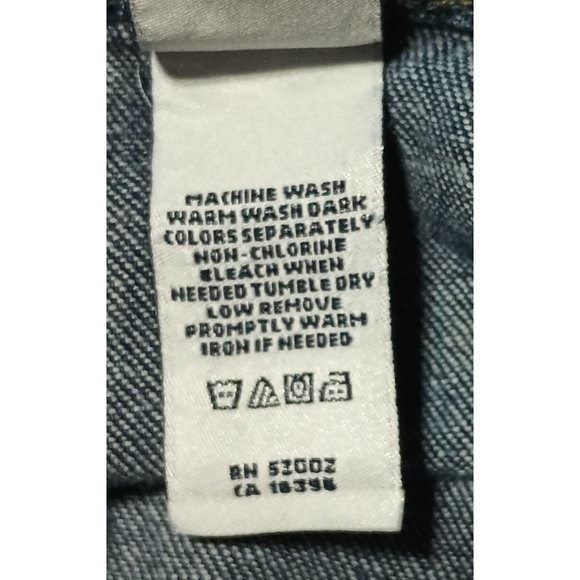 MACHINE WASH
WARM WASH DARK
COLORS SEPARATELY
NON-CHLORINE
BLEACH WHEN
NEEDED TUMBLE DRY
LOW REMOVE
PROMPTLY WARM
IRON IF NEEDED
RN 52002
CA 18396